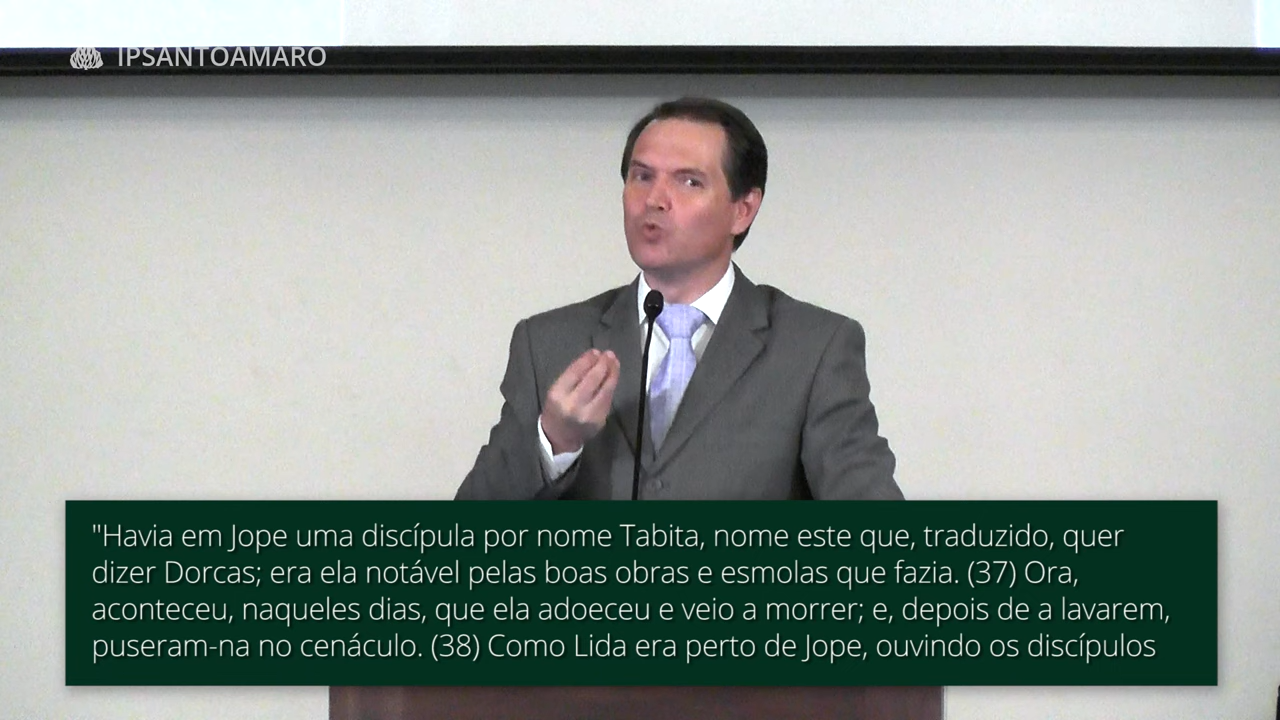 IPSANTOAMARO
"Havia em Jope uma discípula por nome Tabita, nome este que, traduzido, quer
dizer Dorcas; era ela notável pelas boas obras e esmolas que fazia. (37) Ora,
aconteceu, naqueles dias, que ela adoeceu e veio a morrer; e, depois de a lavarem,
puseram-na no cenáculo. (38) Como Lida era perto de Jope, ouvindo os discípulos